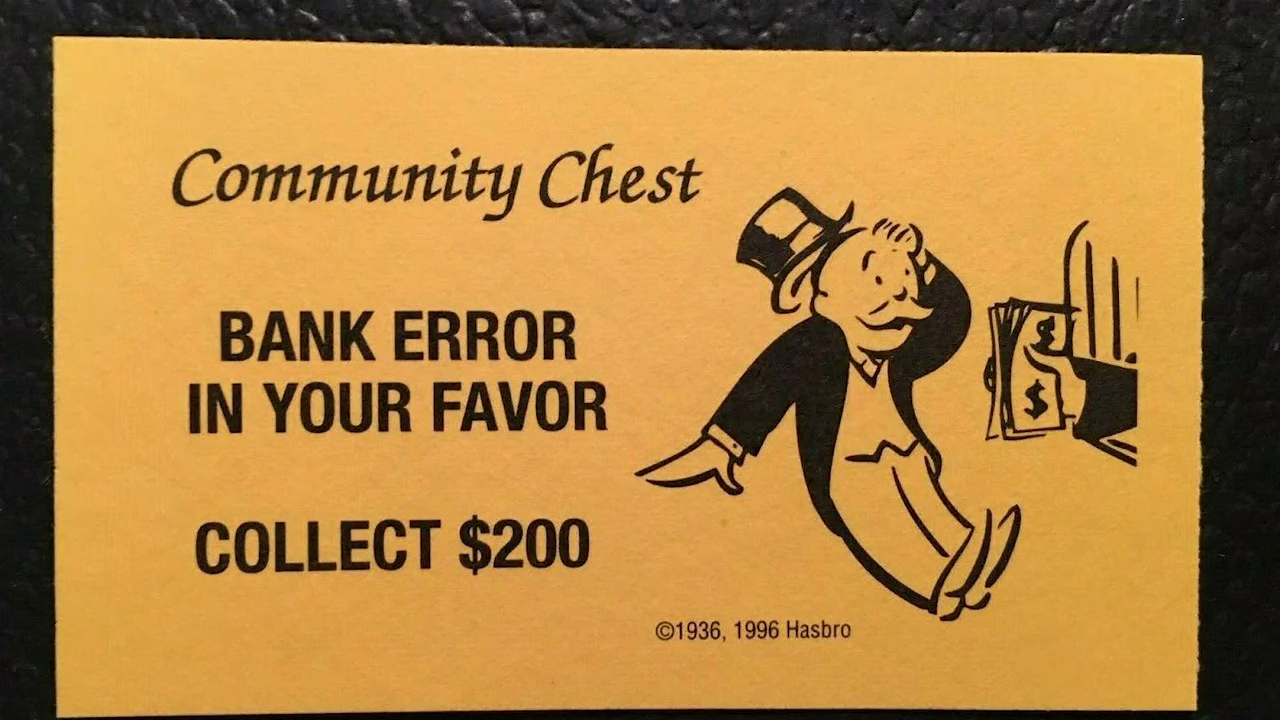 Community Chest
BANK ERROR
IN YOUR FAVOR
COLLECT $200
$
$
©1936, 1996 Hasbro